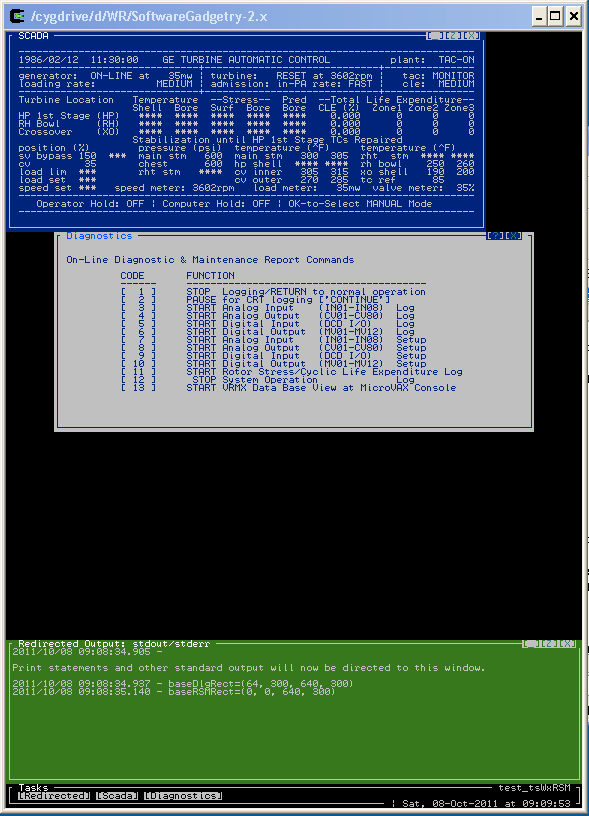 /cygdrive/d/WR/SoftwareGadgetry-2.x
SCADA [_][Z][X]
1986/02/12 11:30:00 GE TURBINE AUTOMATIC CONTROL plant: TAC-ON
generator: ON-LINE at 35mw ¦ turbine: RESET at 3602rpm ¦ tac: MONITOR
loading rate: MEDIUM ¦ admission: in-PA rate: FAST ¦ cle: MEDIUM
Turbine Location Temperature --Stress-- Pred --Total Life Expenditure--
Surf Bore Surf Bore Bore CLE (%) Zone1 Zone2 Zone3
HP 1st Stage (HP) **** **** **** **** **** 0.000 0 0 0
RH Bowl (RH) **** **** **** **** **** 0.000 0 0 0
Crossover (XO) **** **** **** **** **** 0.000 0 0 0
Stabilization until HP 1st Stage TCs Repaired
position (%) pressure (psi) temperature (°F) temperature (°F)
sv bypass 150 *** main stm 600 main stm 300 305 rht stm **** ****
cv 35 chest 600 hp shell **** **** rh bowl 250 260
load lim *** rht stm **** cv inner 305 315 xo shell 190 200
load set *** cv outer 270 285 tc ref 35
speed set *** speed meter: 3602rpm load meter: 35mw valve meter: 35%
Operator Hold: OFF ¦ Computer Hold: OFF ¦ OK-to-Select MANUAL Mode
Diagnostics [?][X]
On-Line Diagnostic & Maintenance Report Commands
CODE FUNCTION
[ 1 ] STOP Logging/RETURN to normal operation
[ 2 ] PAUSE for CRT logging ['CONTINUE']
[ 3 ] START Analog Input (IN01-IN08) Log
[ 4 ] START Analog Output (CV01-CV80) Log
[ 5 ] START Digital Input (DCD I/O) Log
[ 6 ] START Digital Output (MV01-MV12) Log
[ 7 ] START Analog Input (IN01-IN08) Setup
[ 8 ] START Analog Output (CV01-CV80) Setup
[ 9 ] START Digital Input (DCD I/O) Setup
[ 10 ] START Digital Output (MV01-MV12) Setup
[ 11 ] START Rotor Stress/Cyclic Life Expenditure Log
[ 12 ] STOP System Operation Log
[ 13 ] START VRMX Data Base View at MicroVAX Console
Redirected Output: stdout/stderr [_][Z][X]
2011/10/08 09:08:34.905 -
Print statements and other standard output will now be directed to this window.
2011/10/08 09:08:34.937 - baseDlgRect=(64, 300, 640, 300)
2011/10/08 09:08:35.140 - baseRSMRect=(0, 0, 640, 300)
Tasks test_tsWxRSM
[Redirected] [Scada] [Diagnostics]
¦ Sat, 08-Oct-2011 at 09:09:53